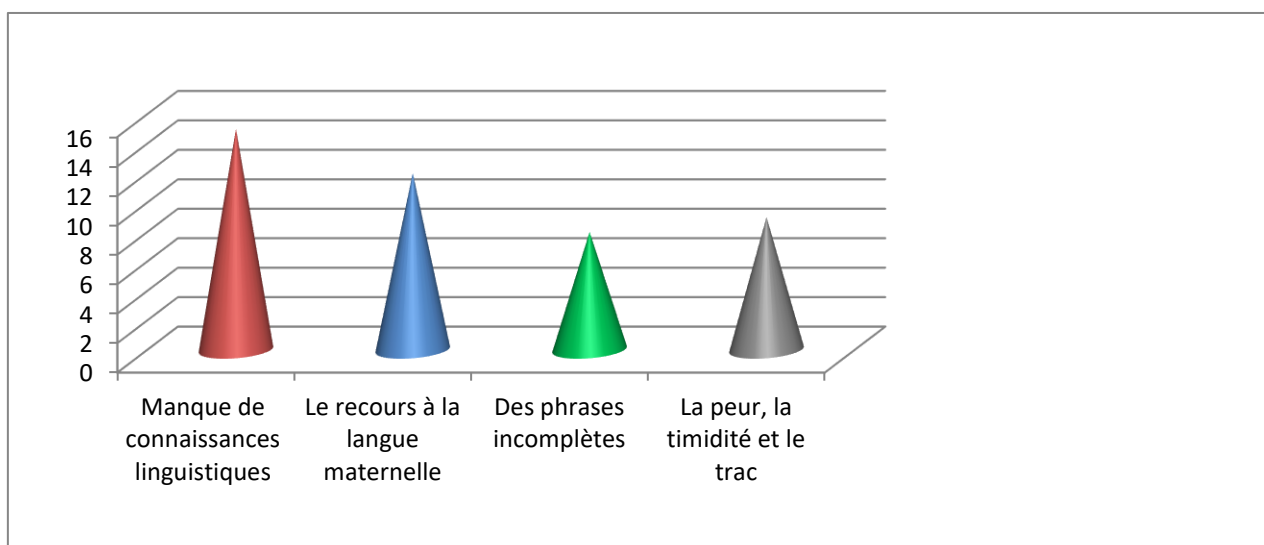 16
14
12
10
8
6
4
2
0
Manque de
connaissances
linguistiques
Le recours à la
langue
maternelle
Des phrases
incomplètes
La peur, la
timidité et le
trac